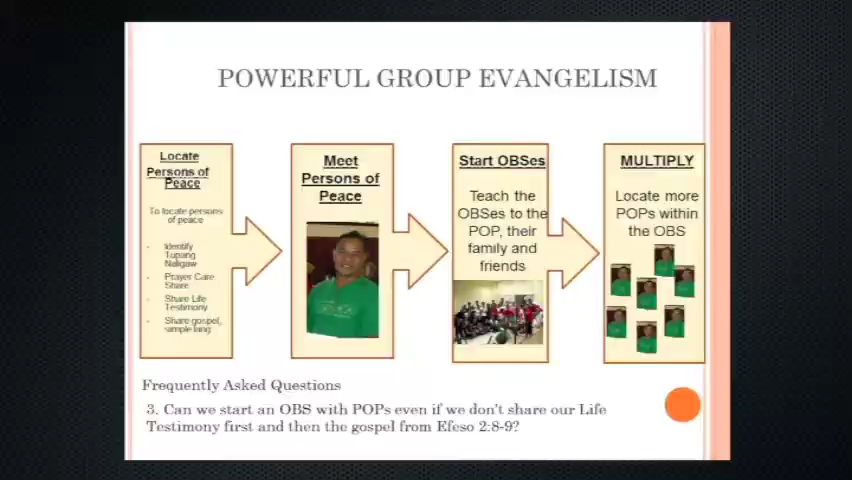 POWERFUL GROUP EVANGELISM
Locate
Persons of
Peace
To locate persons
of peace
- Identify
Tupang
Naligaw
- Prayer Care
Share
- Share Life
Testimony
- Share gospel,
simple lang
Meet
Persons of
Peace
Start OBSes
Teach the
OBSes to the
POP, their
family and
friends
MULTIPLY
Locate more
POPs within
the OBS
Frequently Asked Questions
3. Can we start an OBS with POPs even if we don't share our Life
Testimony first and then the gospel from Efeso 2:8-9?